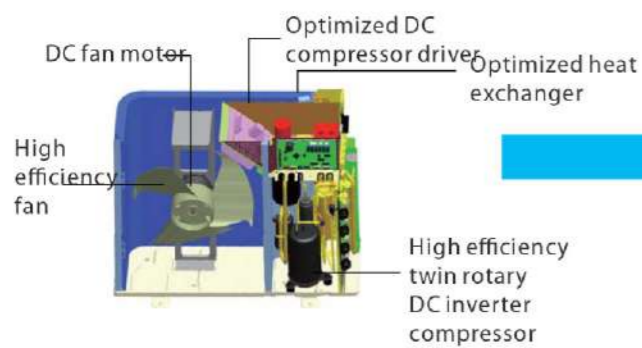 Optimized DC
compressor driver
DC fan motor
Optimized heat
exchanger
High
efficiency
fan
High efficiency
twin rotary
DC inverter
compressor